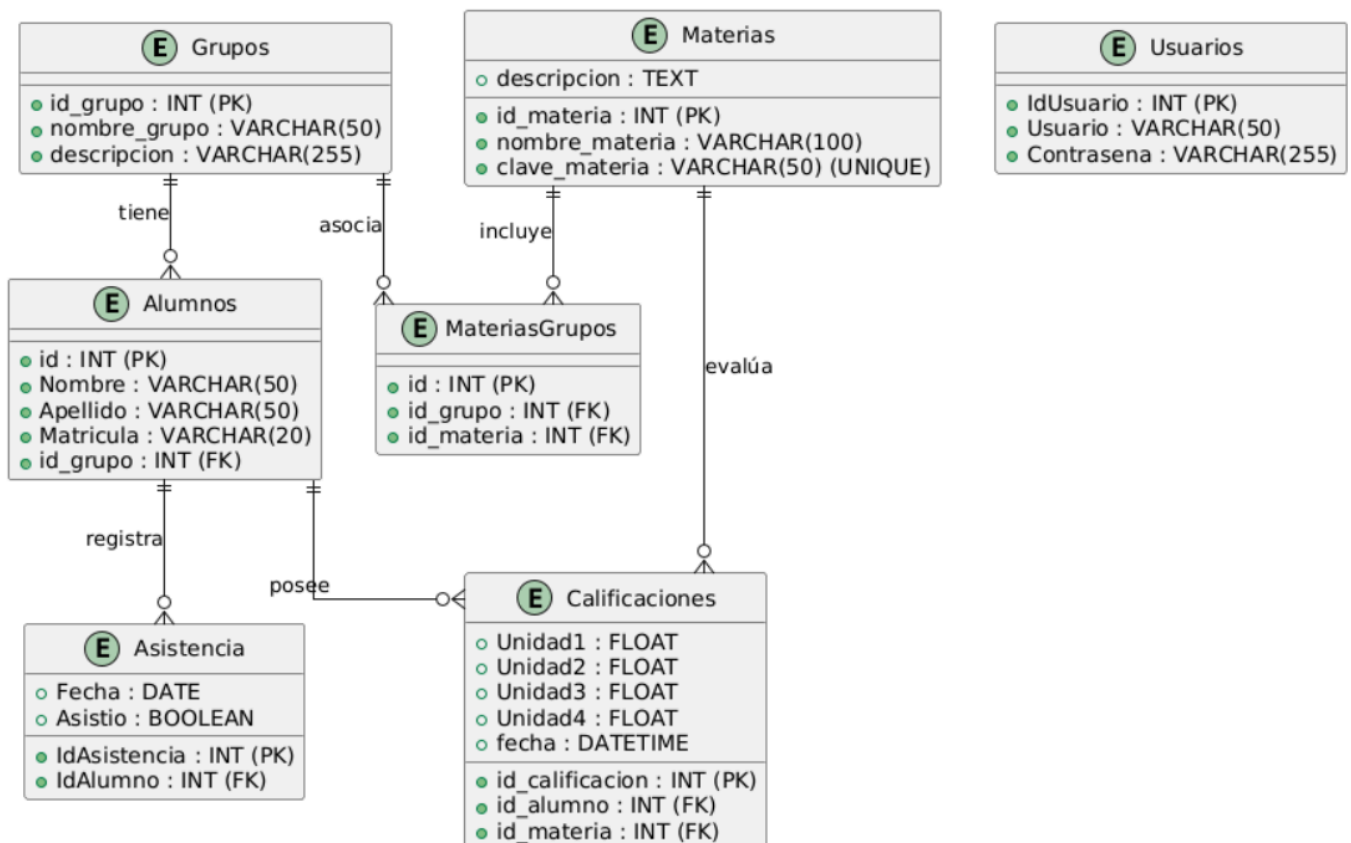 E Grupos
id_grupo : INT (PK)
nombre_grupo : VARCHAR(50)
descripcion : VARCHAR(255)
E Materias
descripcion : TEXT
id_materia : INT (PK)
nombre_materia : VARCHAR(100)
clave_materia : VARCHAR(50) (UNIQUE)
E Usuarios
IdUsuario : INT (PK)
Usuario : VARCHAR(50)
Contrasena : VARCHAR(255)
tiene
asocia
incluye
E Alumnos
id : INT (PK)
Nombre : VARCHAR(50)
Apellido : VARCHAR(50)
Matricula : VARCHAR(20)
id_grupo : INT (FK)
E MateriasGrupos
id : INT (PK)
id_grupo : INT (FK)
id_materia : INT (FK)
evalúa
registra
posee
E Asistencia
Fecha : DATE
Asistio : BOOLEAN
IdAsistencia : INT (PK)
IdAlumno : INT (FK)
E Calificaciones
Unidad1 : FLOAT
Unidad2 : FLOAT
Unidad3 : FLOAT
Unidad4 : FLOAT
fecha : DATETIME
id_calificacion : INT (PK)
id_alumno : INT (FK)
id_materia : INT (FK)